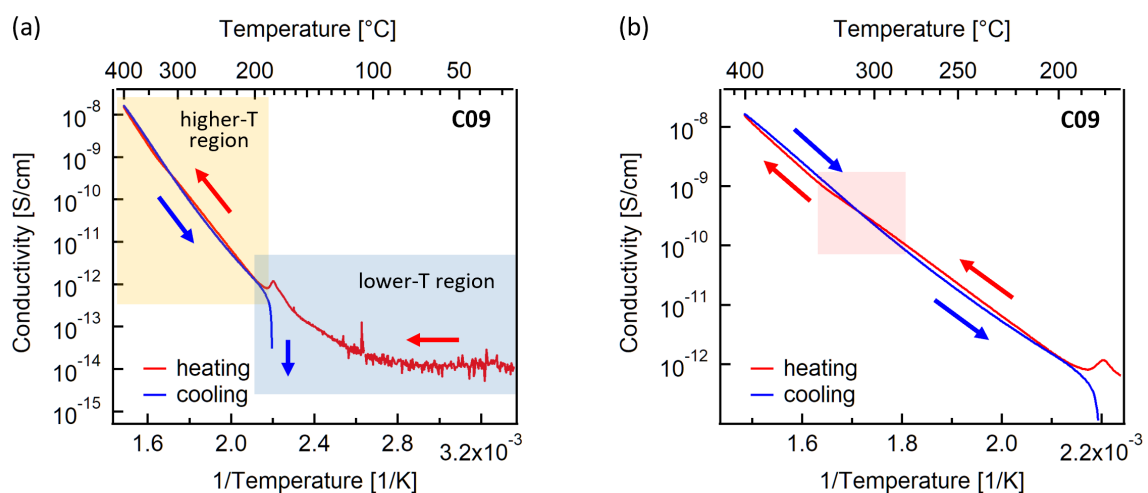 (a)
Temperature [°C]
400 300 200 100 50
C09
higher-T
region
lower-T region
10⁻⁸
10⁻⁹
10⁻¹⁰
10⁻¹¹
10⁻¹²
10⁻¹³
10⁻¹⁴
10⁻¹⁵
Conductivity [S/cm]
heating
cooling
1.6 2.0 2.4 2.8 3.2x10⁻³
1/Temperature [1/K]
(b)
Temperature [°C]
400 350 300 250 200
C09
10⁻⁸
10⁻⁹
10⁻¹⁰
10⁻¹¹
10⁻¹²
Conductivity [S/cm]
heating
cooling
1.6 1.8 2.0 2.2x10⁻³
1/Temperature [1/K]